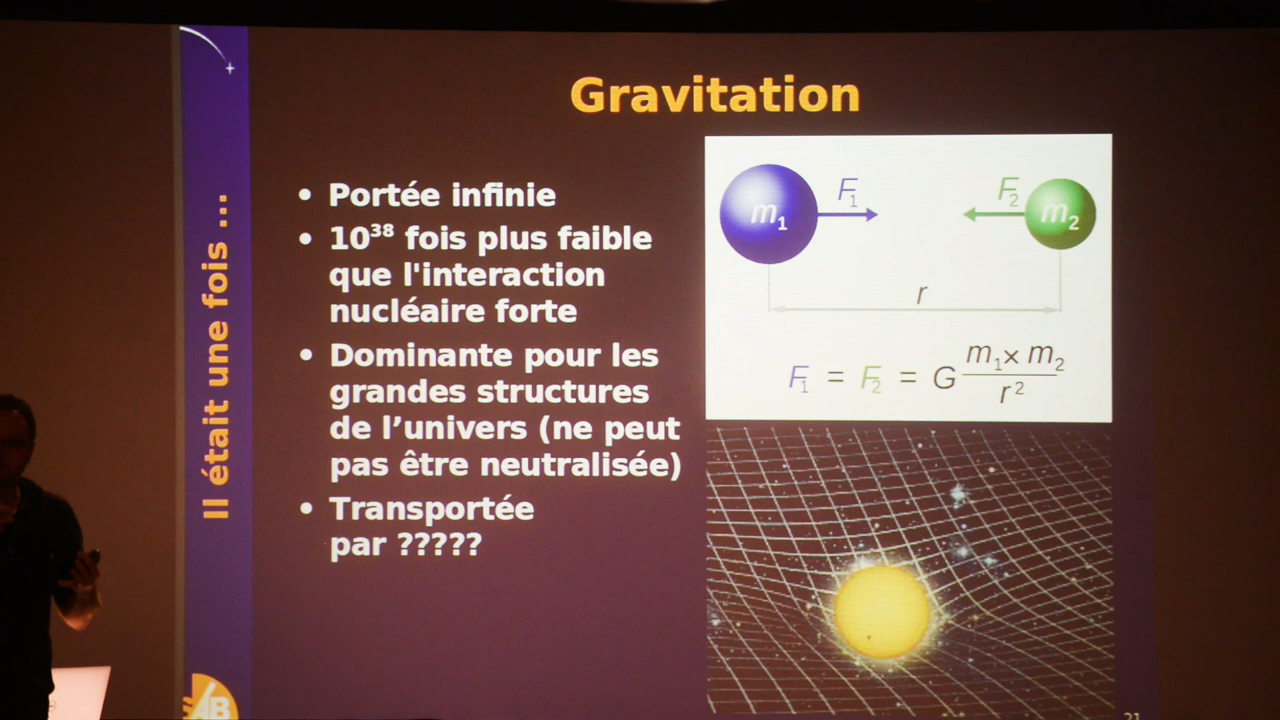 Gravitation
Il était une fois ...
• Portée infinie
• 10³⁸ fois plus faible
que l'interaction
nucléaire forte
• Dominante pour les
grandes structures
de l’univers (ne peut
pas être neutralisée)
• Transportée
par ?????
m₁ F₁ F₂ m₂
r
F₁ = F₂ = G m₁× m₂ / r²